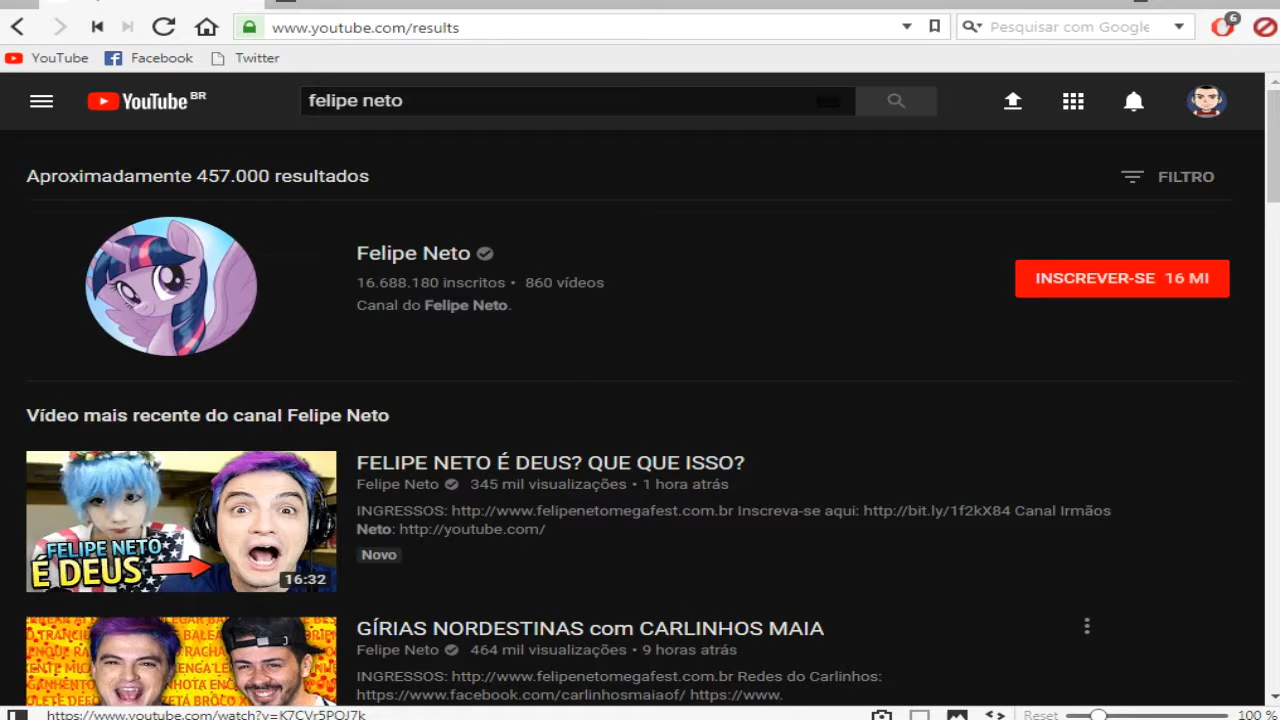 www.youtube.com/results
Pesquisar com Google
6
YouTube
Facebook
Twitter
YouTube BR
felipe neto
Aproximadamente 457.000 resultados
FILTRO
Felipe Neto
16.688.180 inscritos • 860 vídeos
Canal do Felipe Neto.
INSCREVER-SE 16 MI
Vídeo mais recente do canal Felipe Neto
FELIPE NETO
É DEUS
16:32
FELIPE NETO É DEUS? QUE QUE ISSO?
Felipe Neto 345 mil visualizações • 1 hora atrás
INGRESSOS: http://www.felipenetomegafest.com.br Inscreva-se aqui: http://bit.ly/1f2kX84 Canal Irmãos
Neto: http://youtube.com/
Novo
GÍRIAS NORDESTINAS com CARLINHOS MAIA
Felipe Neto 464 mil visualizações • 9 horas atrás
INGRESSOS: http://www.felipenetomegafest.com.br Redes do Carlinhos:
https://www.facebook.com/carlinhosmaiaof/ https://www.
https://www.youtube.com/watch?v=K7CVr5POJ7k
Reset
100 %